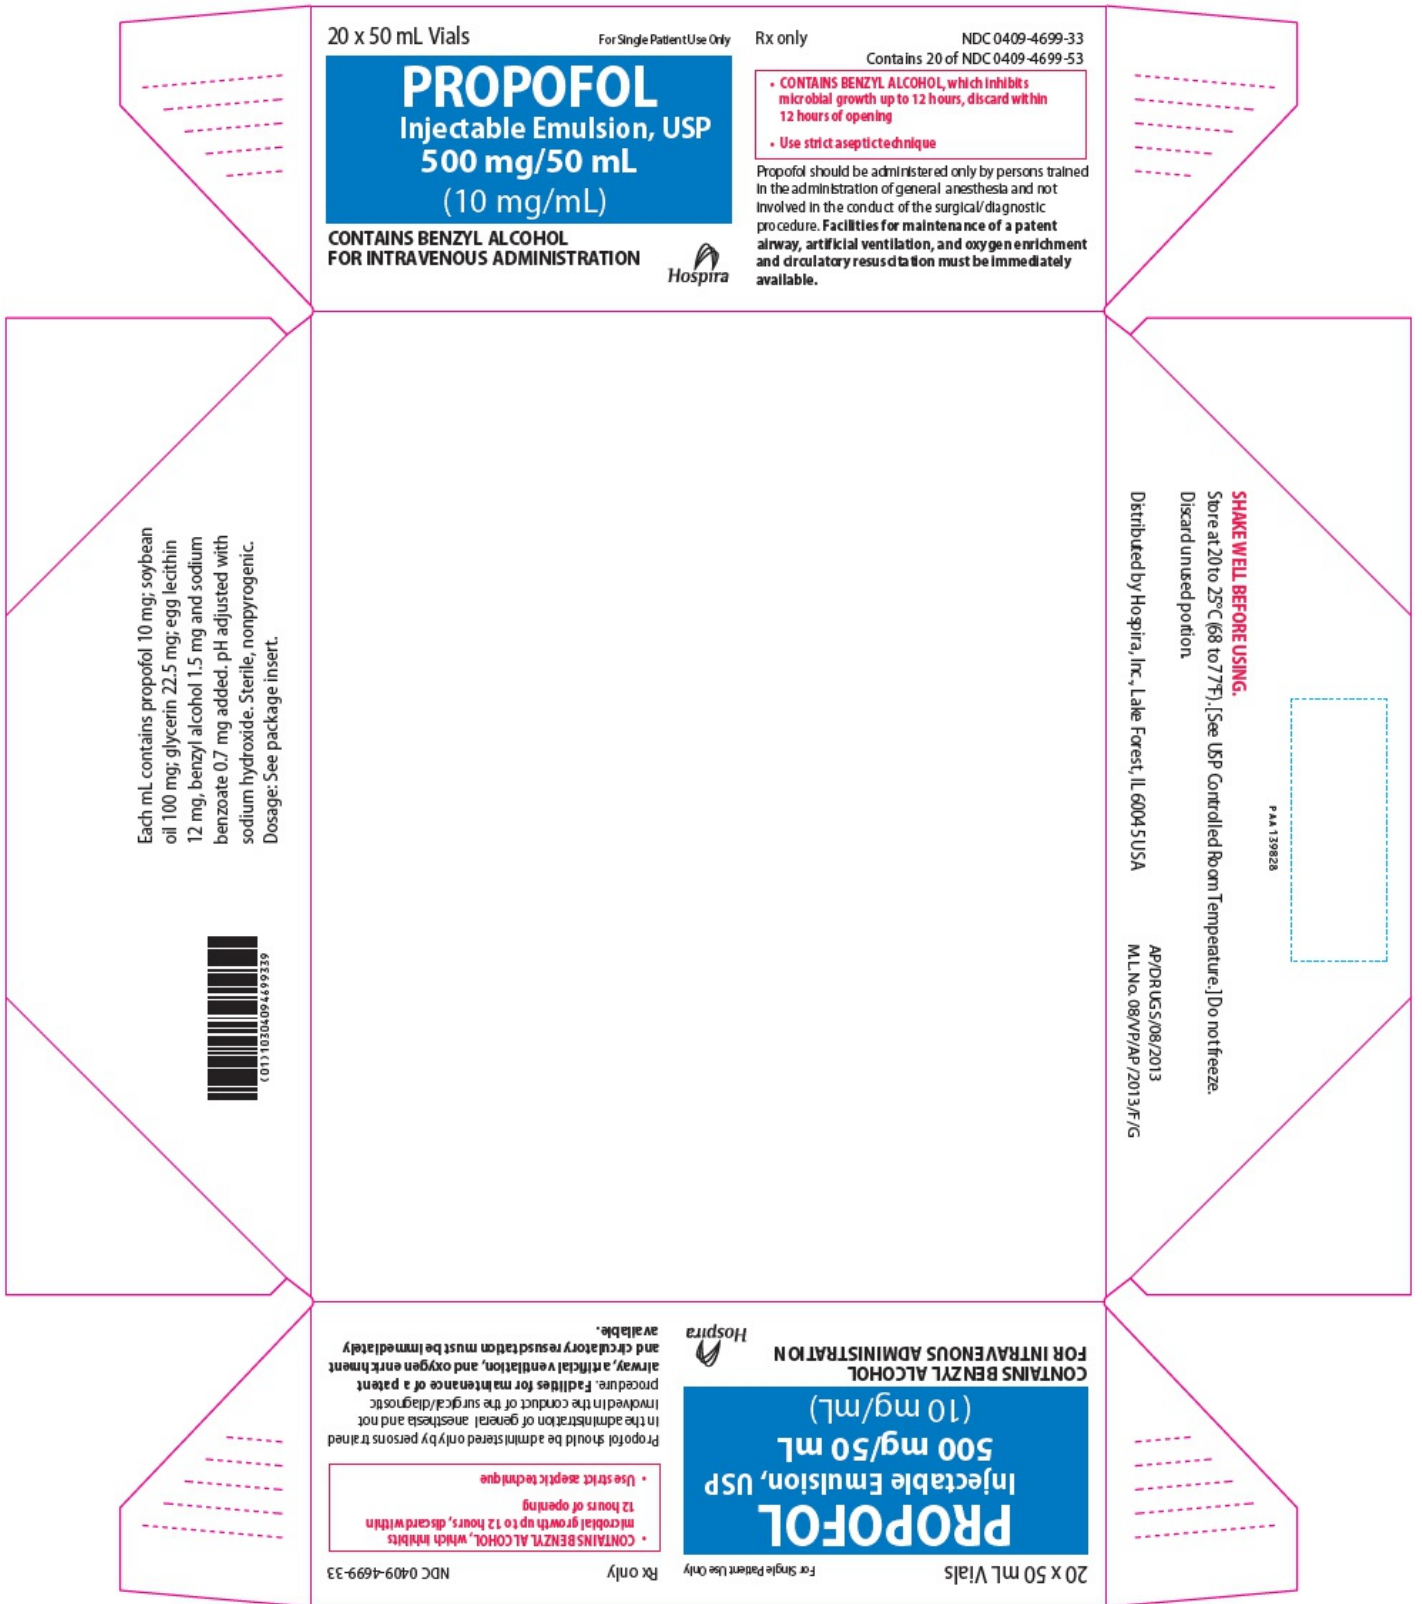 20 x 50 mL Vials
For Single Patient Use Only
PROPOFOL
Injectable Emulsion, USP
500 mg/50 mL
(10 mg/mL)
CONTAINS BENZYL ALCOHOL
FOR INTRAVENOUS ADMINISTRATION
Hospira
Rx only
NDC 0409-4699-33
Contains 20 of NDC 0409-4699-53
• CONTAINS BENZYL ALCOHOL, which inhibits
microbial growth up to 12 hours, discard within
12 hours of opening
• Use strict aseptic technique
Propofol should be administered only by persons trained
in the administration of general anesthesia and not
involved in the conduct of the surgical/diagnostic
procedure. Facilities for maintenance of a patent
airway, artificial ventilation, and oxygen enrichment
and circulatory resuscitation must be immediately
available.
Each mL contains propofol 10 mg; soybean
oil 100 mg; glycerin 22.5 mg; egg lecithin
12 mg, benzyl alcohol 1.5 mg and sodium
benzoate 0.7 mg added. pH adjusted with
sodium hydroxide. Sterile, nonpyrogenic.
Dosage: See package insert.
(01)10304094699339
SHAKE WELL BEFORE USING.
Store at 20 to 25°C (68 to 77°F). [See USP Controlled Room Temperature.] Do not freeze.
Discard unused portion.
Distributed by Hospira, Inc., Lake Forest, IL 60045 USA
AP/DRUGS/08/2013
M.L.No. 08/VP/AP/2013/F/G
PAA139828
20 x 50 mL Vials
For Single Patient Use Only
PROPOFOL
Injectable Emulsion, USP
500 mg/50 mL
(10 mg/mL)
CONTAINS BENZYL ALCOHOL
FOR INTRAVENOUS ADMINISTRATION
Hospira
Rx only
NDC 0409-4699-33
• CONTAINS BENZYL ALCOHOL, which inhibits
microbial growth up to 12 hours, discard within
12 hours of opening
• Use strict aseptic technique
Propofol should be administered only by persons trained
in the administration of general anesthesia and not
involved in the conduct of the surgical/diagnostic
procedure. Facilities for maintenance of a patent
airway, artificial ventilation, and oxygen enrichment
and circulatory resuscitation must be immediately
available.